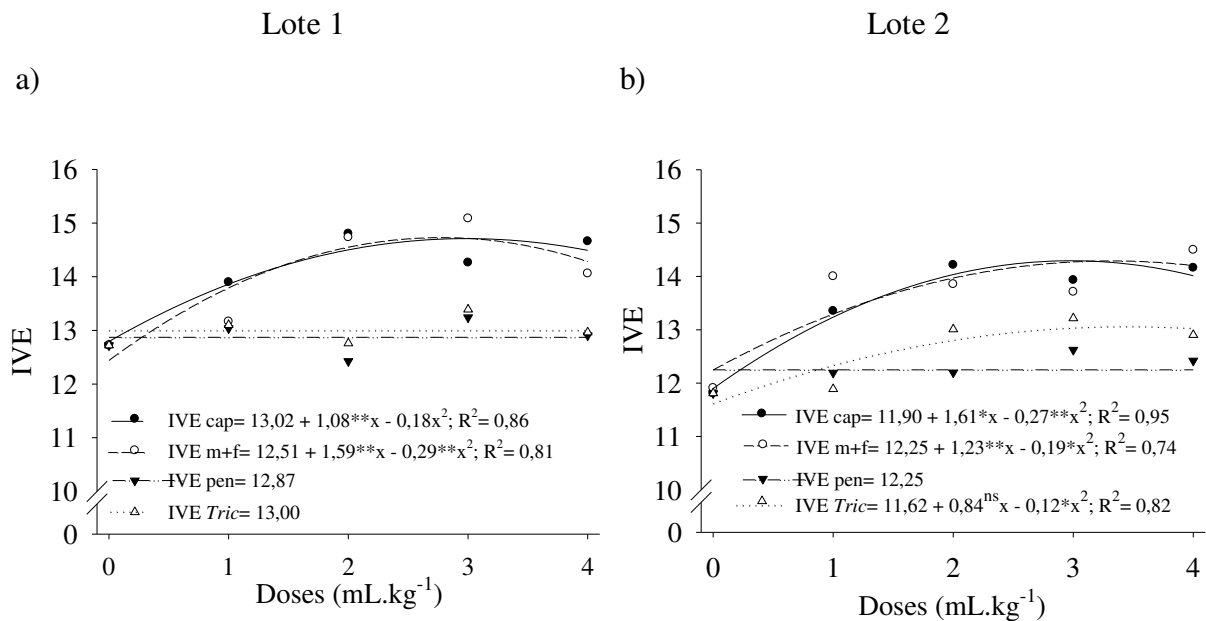 Lote 1
Lote 2
a)
b)
16
15
14
13
12
11
10
0
IVE
IVE cap= 13,02 + 1,08**x - 0,18x²; R²= 0,86
IVE m+f= 12,51 + 1,59**x - 0,29**x²; R²= 0,81
IVE pen= 12,87
IVE Tric= 13,00
0 1 2 3 4
Doses (mL.kg⁻¹)
16
15
14
13
12
11
10
0
IVE
IVE cap= 11,90 + 1,61*x - 0,27**x²; R²= 0,95
IVE m+f= 12,25 + 1,23**x - 0,19*x²; R²= 0,74
IVE pen= 12,25
IVE Tric= 11,62 + 0,84ⁿˢx - 0,12*x²; R²= 0,82
0 1 2 3 4
Doses (mL.kg⁻¹)